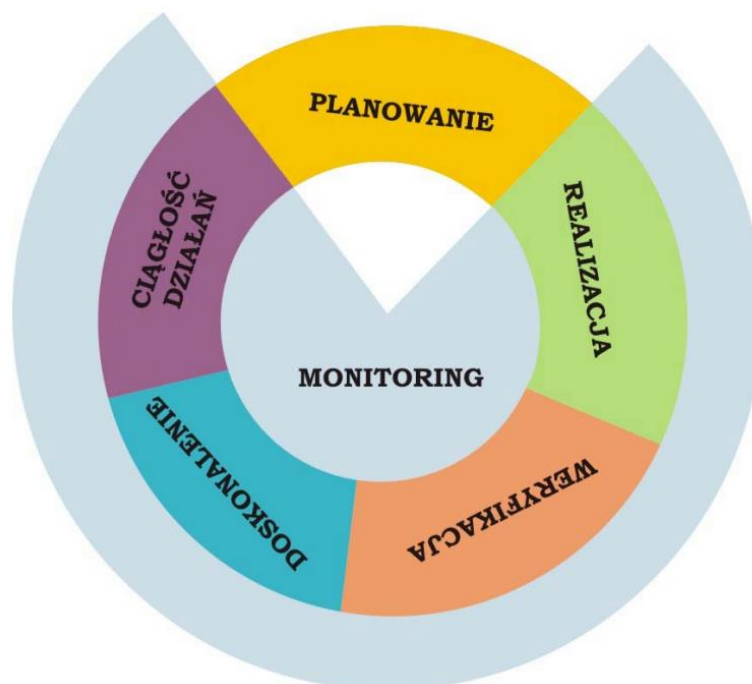 PLANOWANIE
REALIZACJA
WERYFIKACJA
DOSKONALENIE
CIĄGŁOŚĆ
DZIAŁAŃ
MONITORING